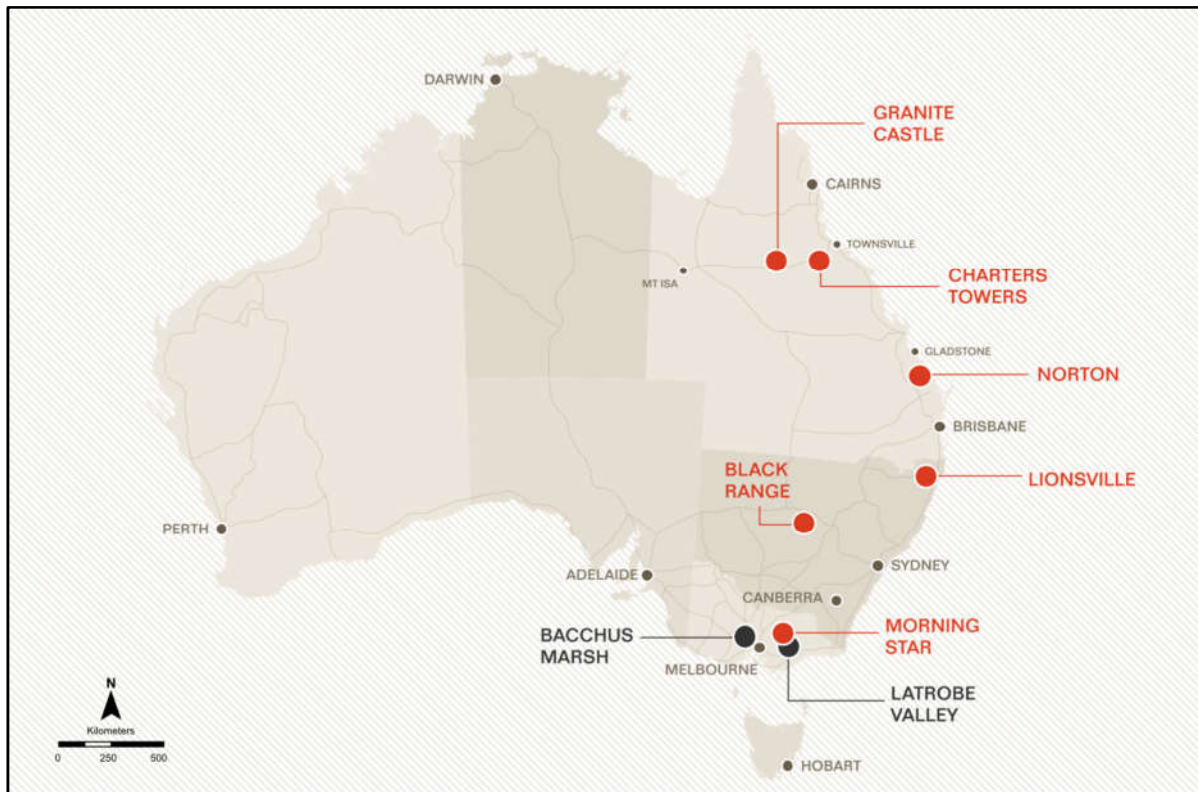 DARWIN
GRANITE
CASTLE
CAIRNS
TOWNSVILLE
MT ISA
CHARTERS
TOWERS
GLADSTONE
NORTON
BRISBANE
BLACK
RANGE
LIONSVILLE
PERTH
SYDNEY
ADELAIDE
CANBERRA
BACCHUS
MARSH
MORNING
STAR
MELBOURNE
LATROBE
VALLEY
N
Kilometers
0 250 500
HOBART